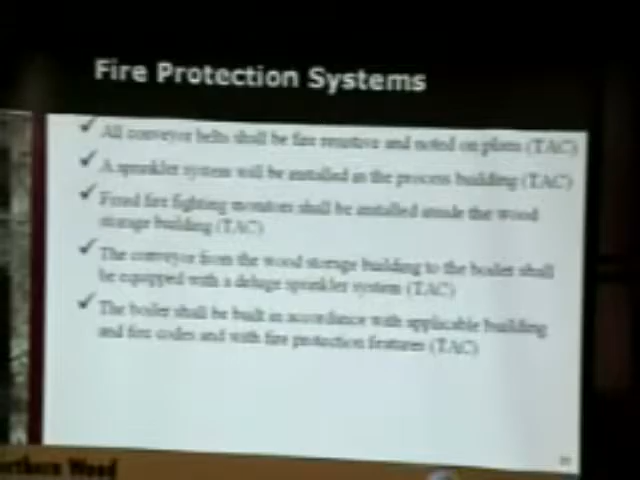 Fire Protection Systems
✓ All conveyor belts shall be fire resistive and noted on plans (TAC)
✓ A sprinkler system will be installed in the process building (TAC)
✓ Fixed fire fighting monitors shall be installed inside the wood
storage building (TAC)
✓ The conveyor from the wood storage building to the boiler shall
be equipped with a deluge sprinkler system (TAC)
✓ The boiler shall be built in accordance with applicable building
and fire codes and with fire protection features (TAC)
orthern Wood